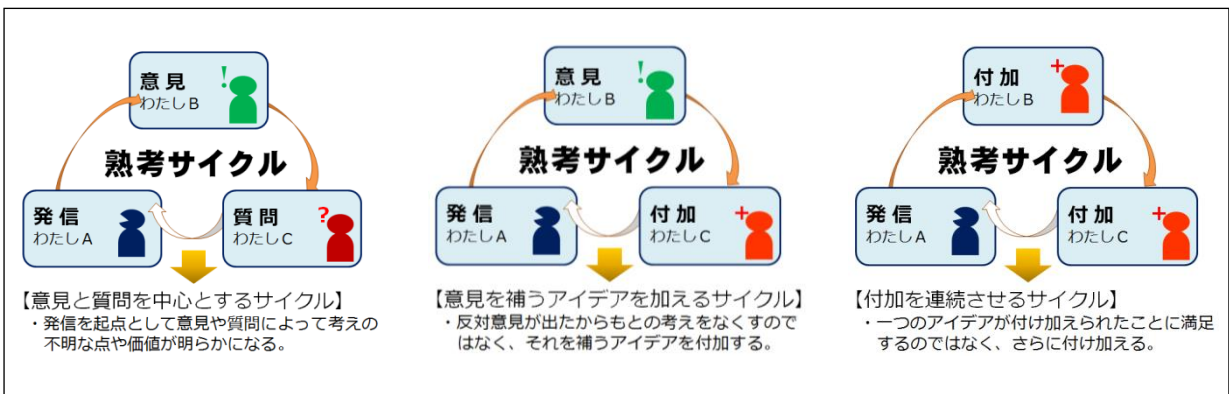 意見
わたしB
!
熟考サイクル
発信
わたしA
質問
わたしC
?
【意見と質問を中心とするサイクル】
・発信を起点として意見や質問によって考えの
不明な点や価値が明らかになる。
意見
わたしB
!
熟考サイクル
発信
わたしA
付加
わたしC
+
【意見を補うアイデアを加えるサイクル】
・反対意見が出たからもとの考えをなくすので
はなく、それを補うアイデアを付加する。
付加
わたしB
+
熟考サイクル
発信
わたしA
付加
わたしC
+
【付加を連続させるサイクル】
・一つのアイデアが付け加えられたことに満足
するのではなく、さらに付け加える。